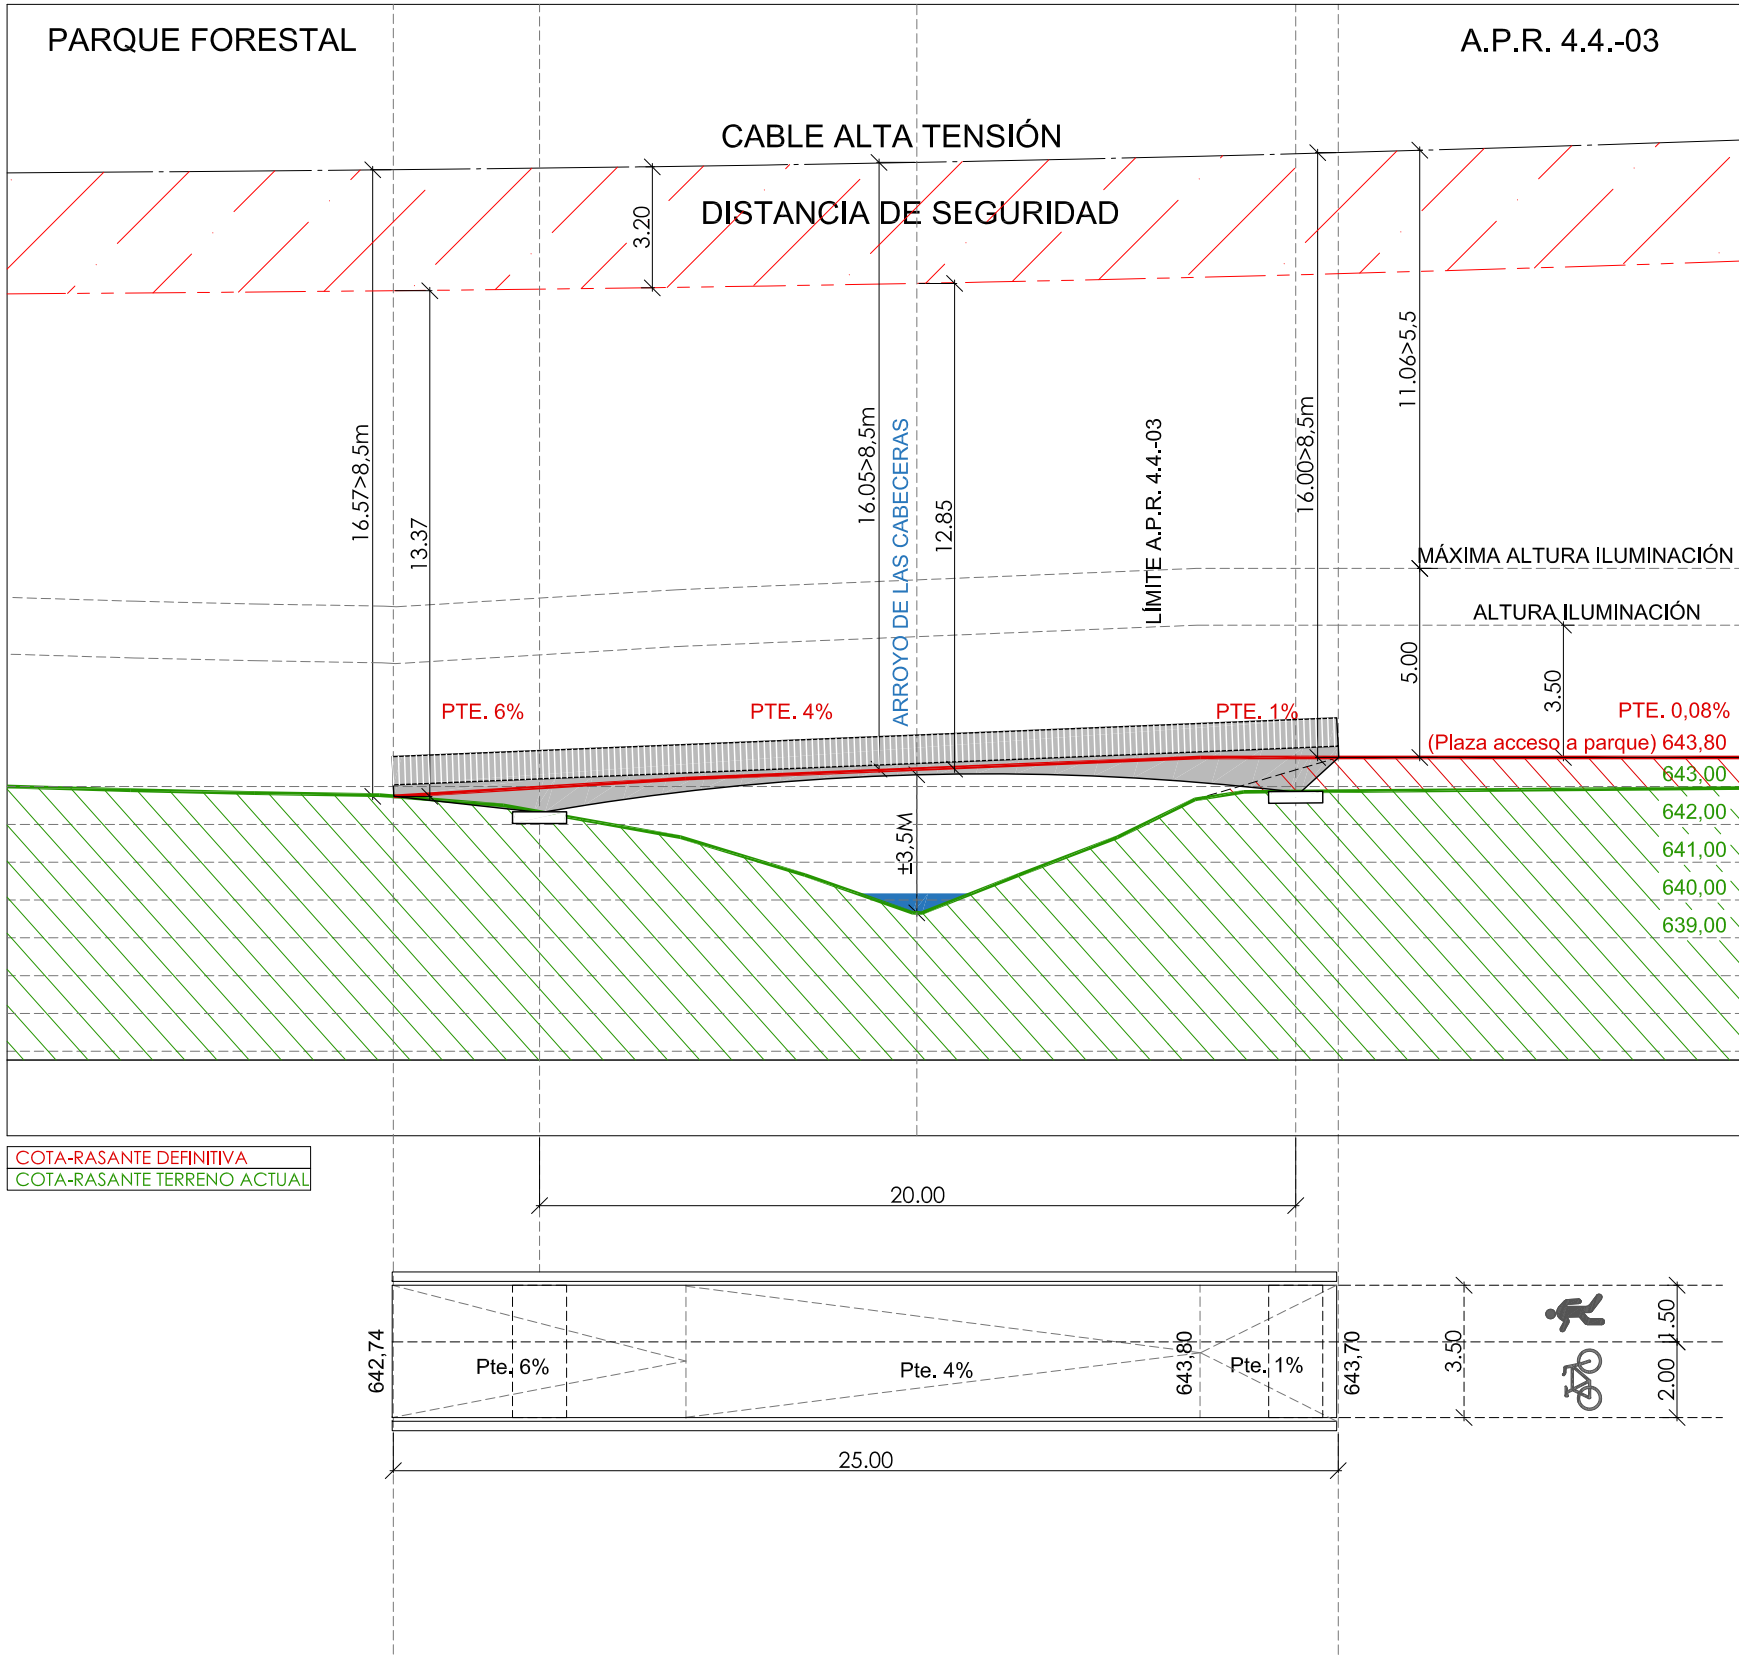 PARQUE FORESTAL
A.P.R. 4.4.-03
CABLE ALTA TENSIÓN
DISTANCIA DE SEGURIDAD
3.20
11.06>5,5
16.57>8,5m
13.37
16.05>8,5m
ARROYO DE LAS CABECERAS
12.85
LÍMITE A.P.R. 4.4.-03
16.00>8,5m
MÁXIMA ALTURA ILUMINACIÓN
ALTURA ILUMINACIÓN
5.00
3.50
PTE. 6%
PTE. 4%
PTE. 1%
PTE. 0,08%
(Plaza acceso a parque) 643,80
643,00
642,00
641,00
640,00
639,00
±3,5M
COTA-RASANTE DEFINITIVA
COTA-RASANTE TERRENO ACTUAL
20.00
642,74
Pte. 6%
Pte. 4%
643,80
Pte. 1%
643,70
3.50
1.50
2.00
25.00